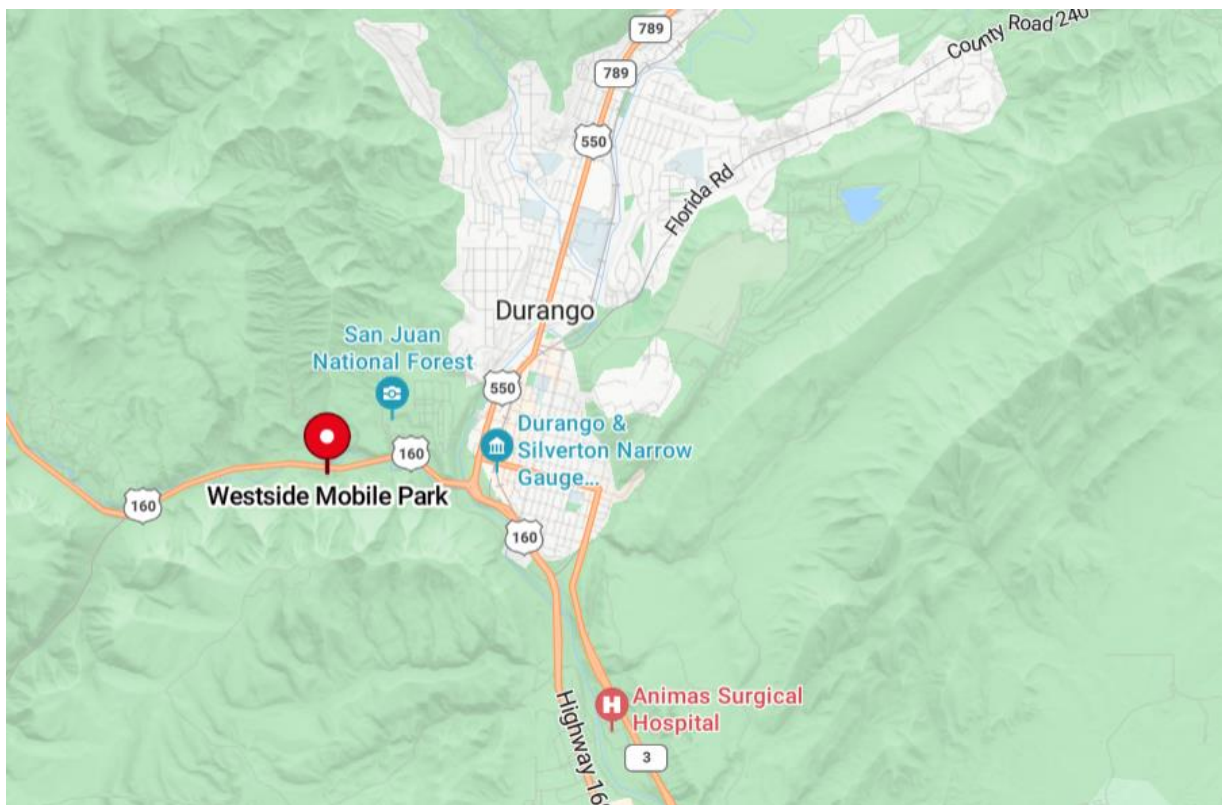 789
County Road 240
789
550
Florida Rd
Durango
San Juan
National Forest
550
Durango &
Silverton Narrow
Gauge...
160
Westside Mobile Park
160
160
Animas Surgical
Hospital
Highway 160
3